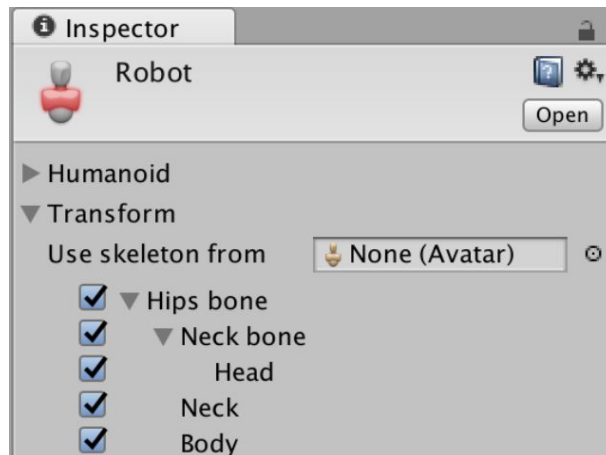 Inspector
Robot
Open
Humanoid
Transform
Use skeleton from None (Avatar)
Hips bone
Neck bone
Head
Neck
Body